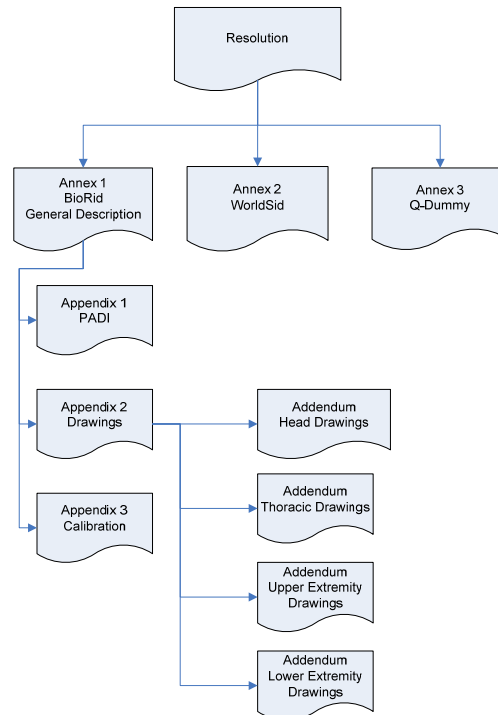 Resolution
Annex 1
BioRid
General Description
Annex 2
WorldSid
Annex 3
Q-Dummy
Appendix 1
PADI
Appendix 2
Drawings
Addendum
Head Drawings
Addendum
Thoracic Drawings
Appendix 3
Calibration
Addendum
Upper Extremity
Drawings
Addendum
Lower Extremity
Drawings